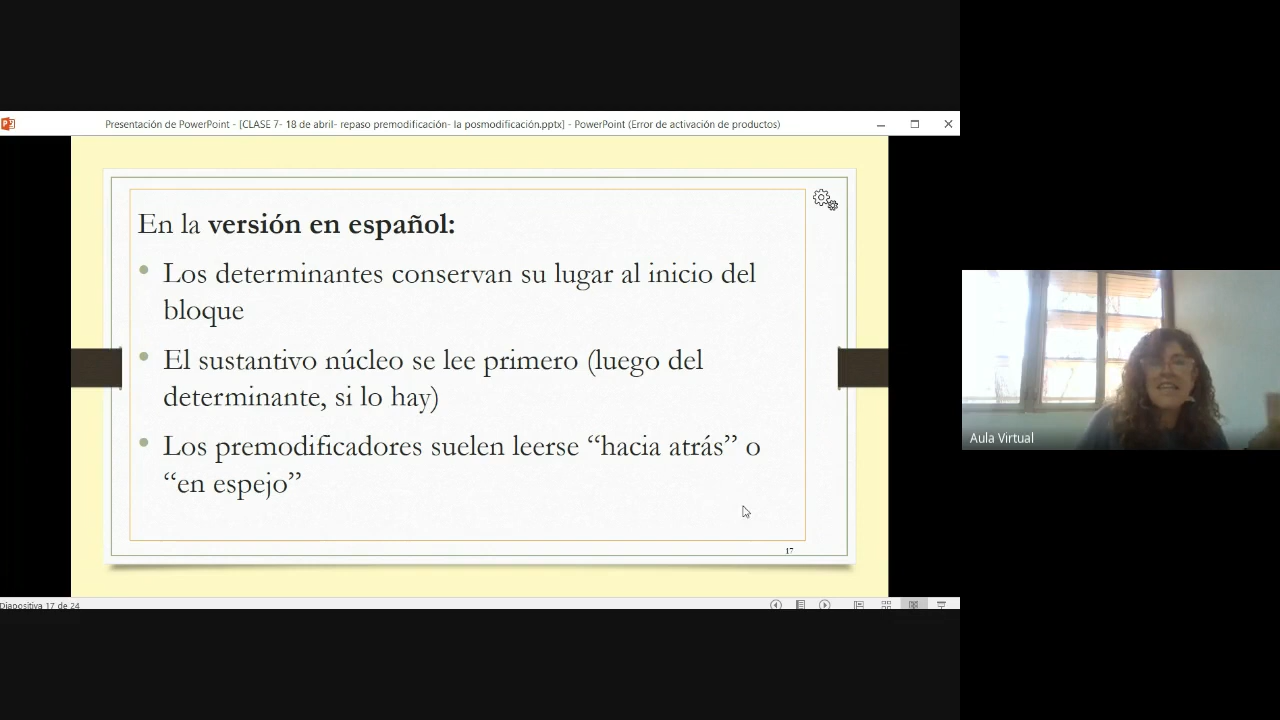 Presentación de PowerPoint - [CLASE 7- 18 de abril- repaso premodificación- la posmodificación.pptx] - PowerPoint (Error de activación de productos)
En la versión en español:
• Los determinantes conservan su lugar al inicio del
bloque
• El sustantivo núcleo se lee primero (luego del
determinante, si lo hay)
• Los premodificadores suelen leerse “hacia atrás” o
“en espejo”
17
Diapositiva 17 de 24
Aula Virtual